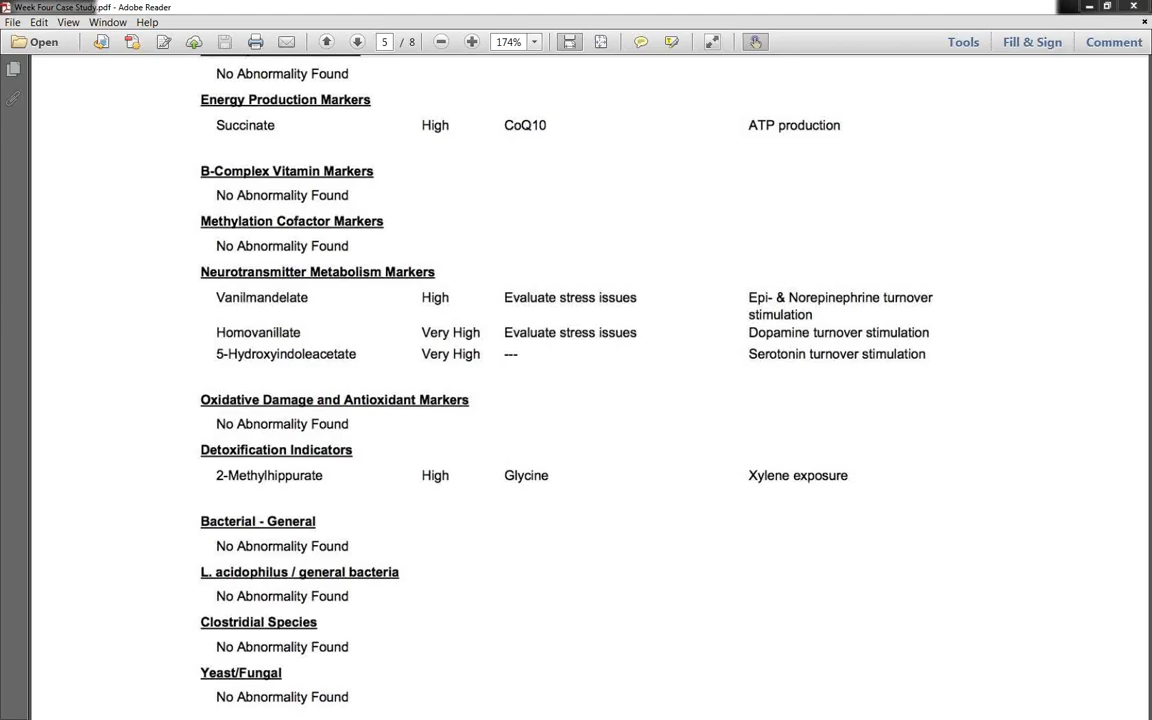 Week Four Case Study.pdf - Adobe Reader
File Edit View Window Help
Open 5 / 8 174% Tools Fill & Sign Comment
No Abnormality Found
Energy Production Markers
Succinate High CoQ10 ATP production
B-Complex Vitamin Markers
No Abnormality Found
Methylation Cofactor Markers
No Abnormality Found
Neurotransmitter Metabolism Markers
Vanilmandelate High Evaluate stress issues Epi- & Norepinephrine turnover
stimulation
Homovanillate Very High Evaluate stress issues Dopamine turnover stimulation
5-Hydroxyindoleacetate Very High --- Serotonin turnover stimulation
Oxidative Damage and Antioxidant Markers
No Abnormality Found
Detoxification Indicators
2-Methylhippurate High Glycine Xylene exposure
Bacterial - General
No Abnormality Found
L. acidophilus / general bacteria
No Abnormality Found
Clostridial Species
No Abnormality Found
Yeast/Fungal
No Abnormality Found